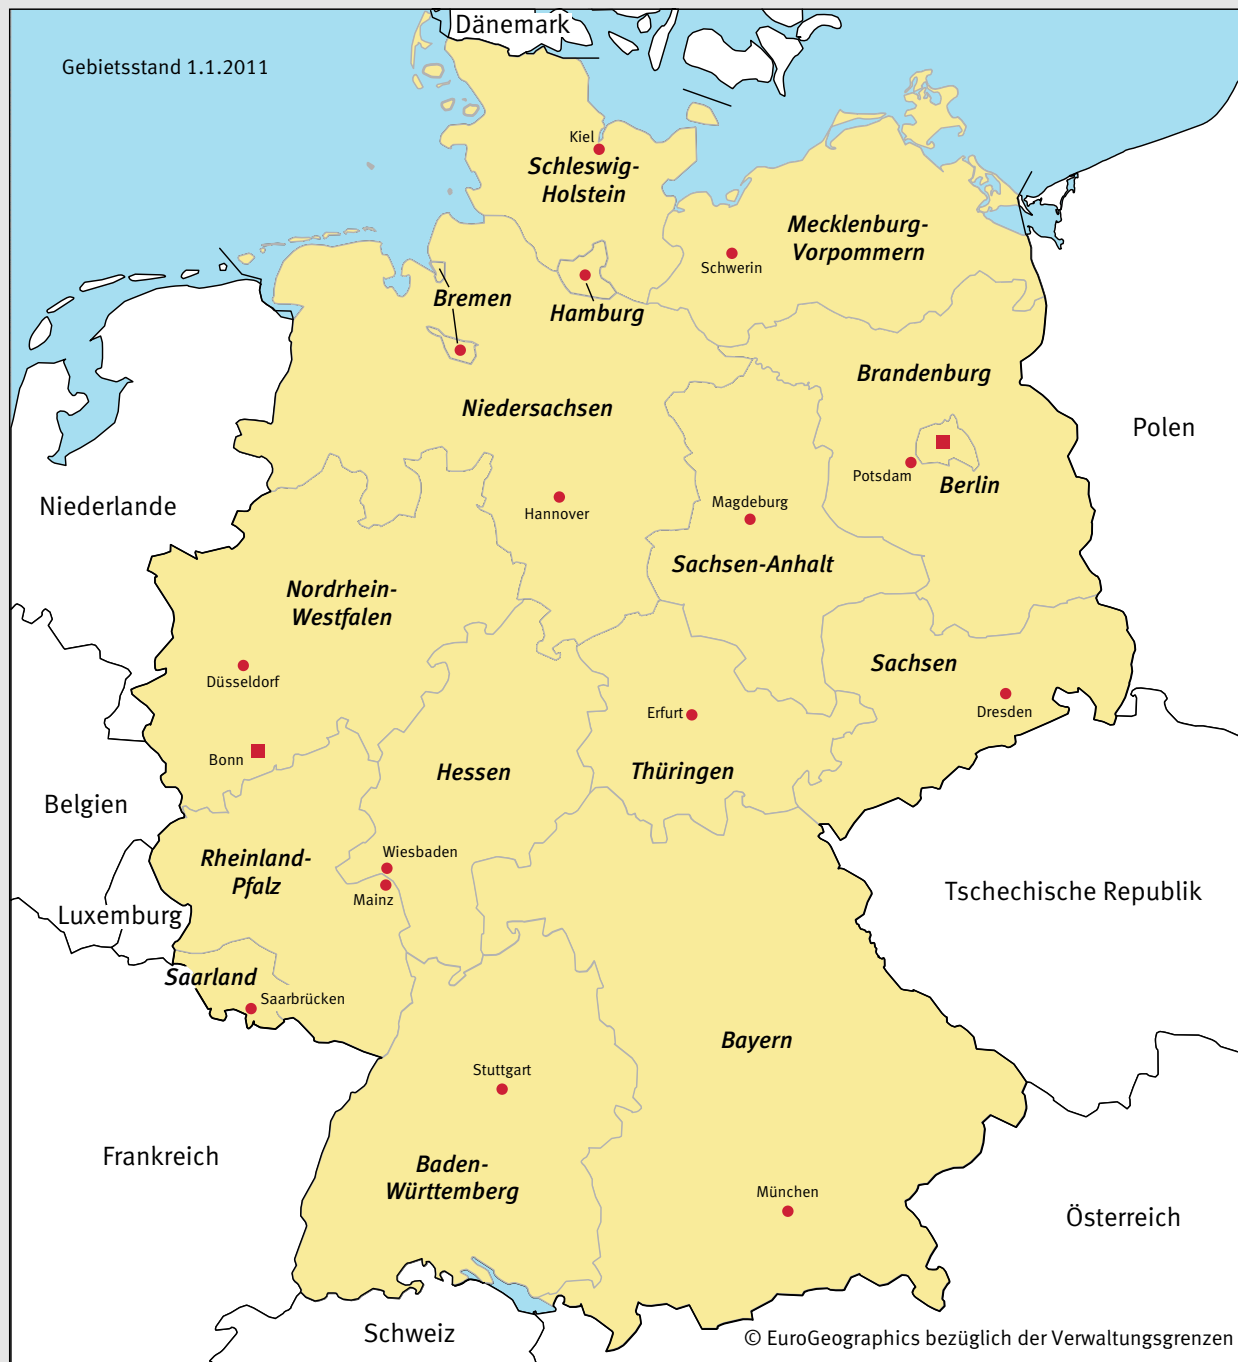 Dänemark
Gebietsstand 1.1.2011
Kiel
Schleswig-
Holstein
Mecklenburg-
Vorpommern
Schwerin
Bremen
Hamburg
Brandenburg
Niedersachsen
Polen
Potsdam
Berlin
Niederlande
Hannover
Magdeburg
Sachsen-Anhalt
Nordrhein-
Westfalen
Sachsen
Düsseldorf
Erfurt
Dresden
Bonn
Hessen
Thüringen
Belgien
Rheinland-
Pfalz
Wiesbaden
Mainz
Tschechische Republik
Luxemburg
Saarland
Saarbrücken
Bayern
Stuttgart
Frankreich
Baden-
Württemberg
München
Österreich
Schweiz
© EuroGeographics bezüglich der Verwaltungsgrenzen